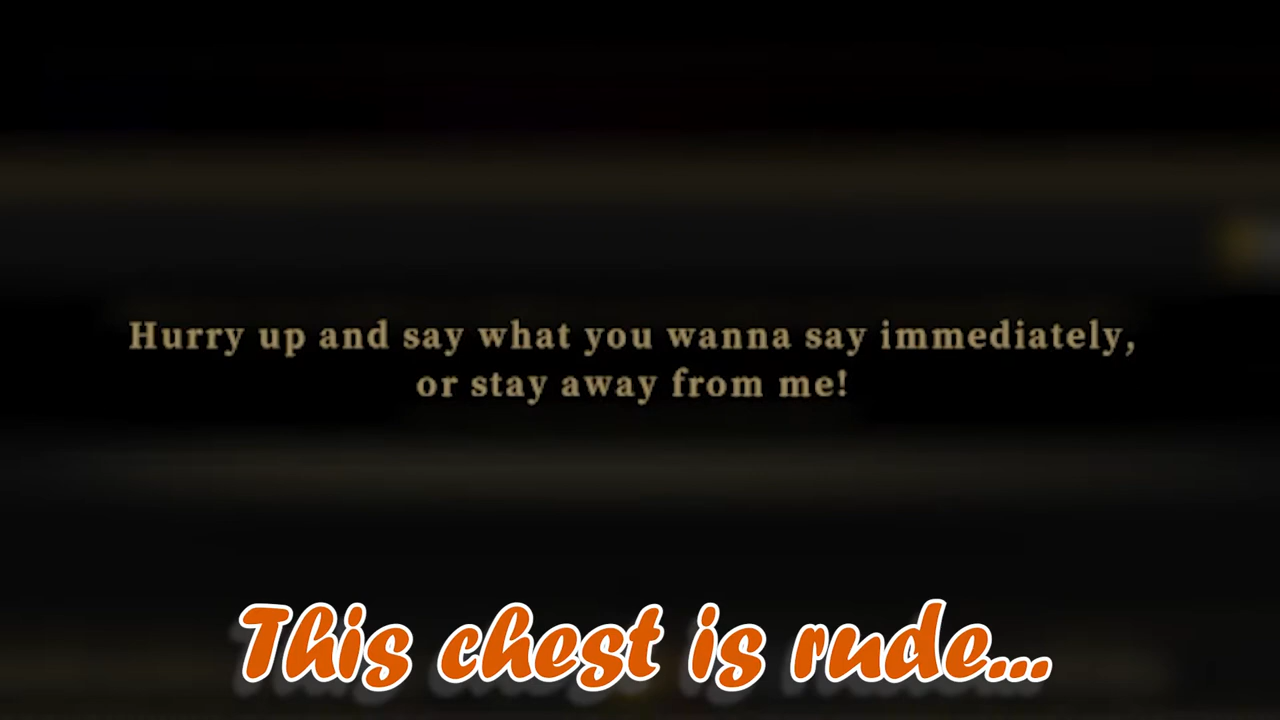 Hurry up and say what you wanna say immediately,
or stay away from me!
This chest is rude...